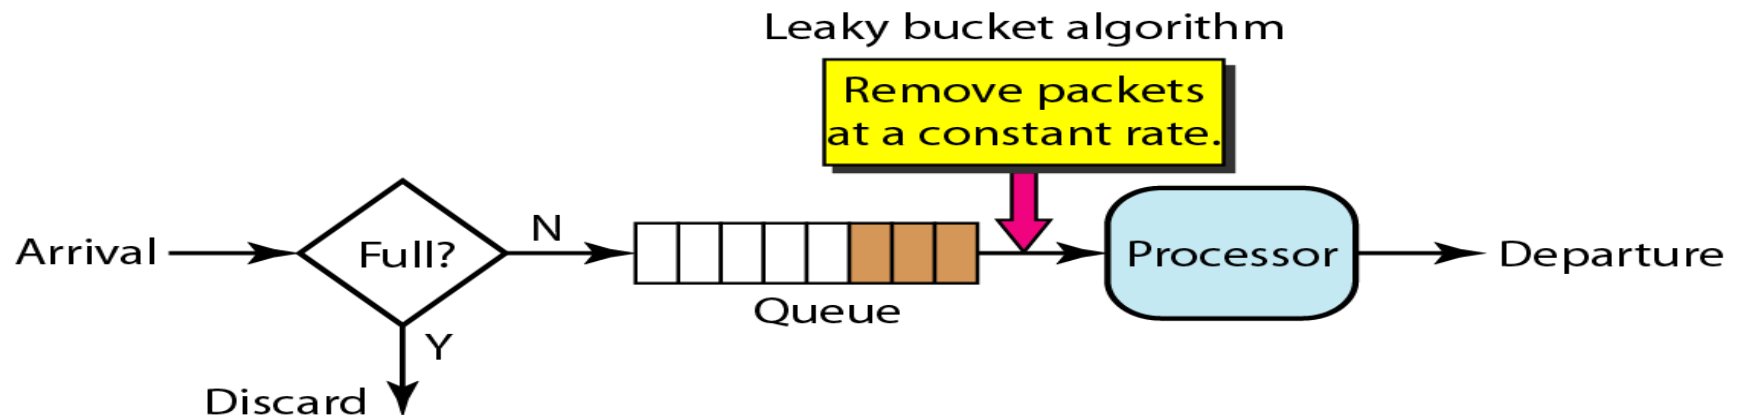 Leaky bucket algorithm
Remove packets
at a constant rate.
Arrival
Full?
N
Y
Discard
Queue
Processor
Departure